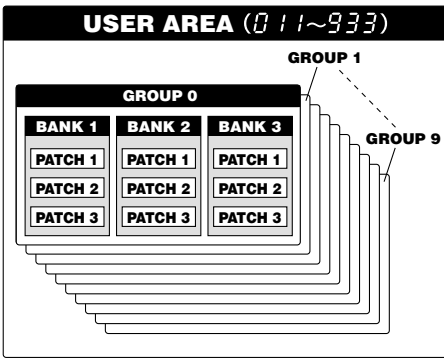 USER AREA (011~933)
GROUP 1
GROUP 0
GROUP 9
BANK 1 BANK 2 BANK 3
PATCH 1 PATCH 1 PATCH 1
PATCH 2 PATCH 2 PATCH 2
PATCH 3 PATCH 3 PATCH 3